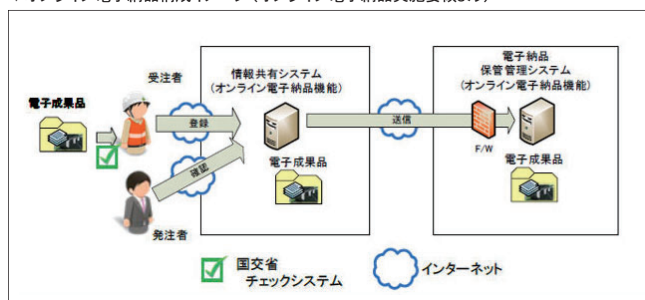 受注者
電子成果品
登録
確認
発注者
情報共有システム
(オンライン電子納品機能)
電子成果品
送信
F/W
電子納品
保管管理システム
(オンライン電子納品機能)
電子成果品
国交省
チェックシステム
インターネット